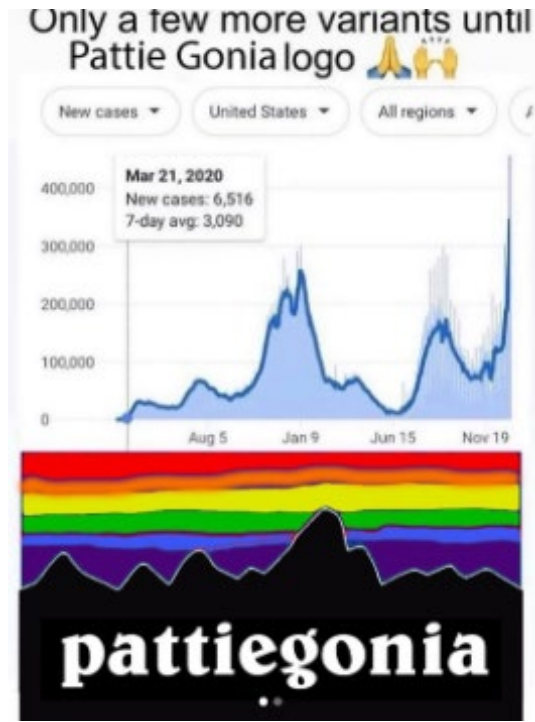 Only a few more variants until
Pattie Gonia logo 🙏🙌
New cases
United States
All regions
Mar 21, 2020
New cases: 6,516
7-day avg: 3,090
400,000
300,000
200,000
100,000
0
Aug 5
Jan 9
Jun 15
Nov 19
pattiegonia